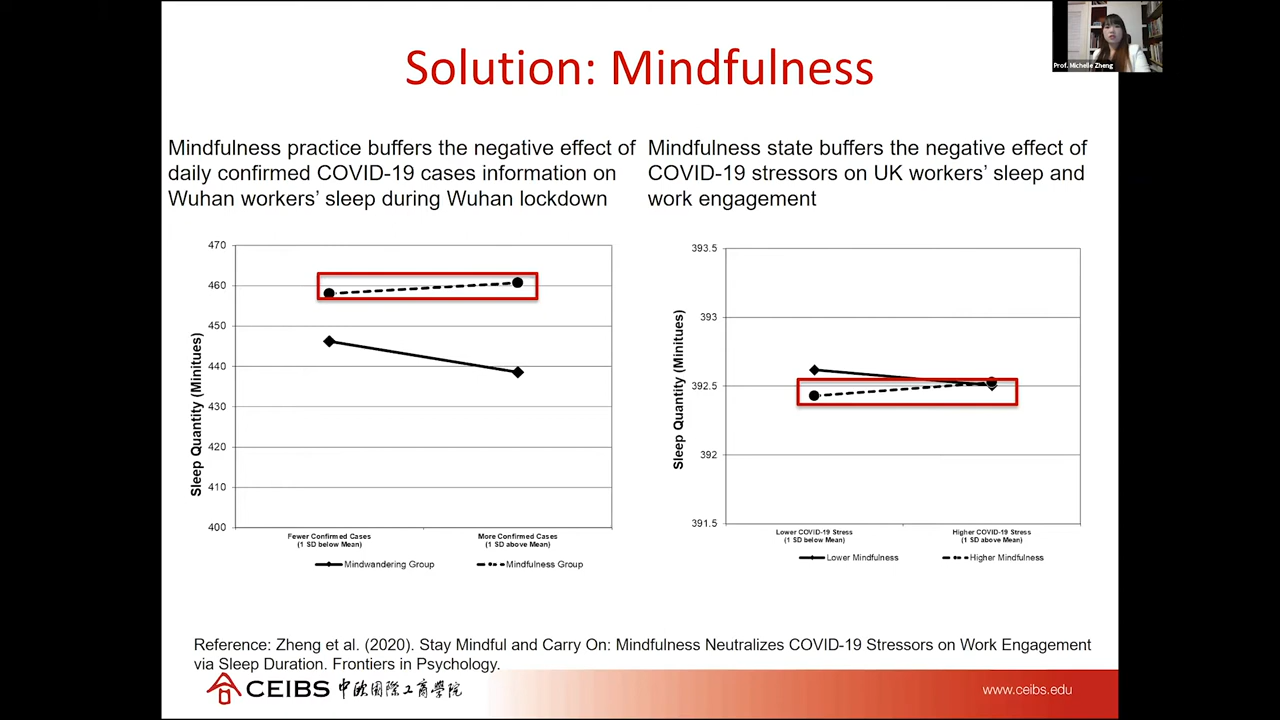 Prof. Michelle Zheng
Solution: Mindfulness
Mindfulness practice buffers the negative effect of
daily confirmed COVID-19 cases information on
Wuhan workers' sleep during Wuhan lockdown
Mindfulness state buffers the negative effect of
COVID-19 stressors on UK workers' sleep and
work engagement
470
460
450
440
430
420
410
400
Sleep Quantity (Minitues)
Fewer Confirmed Cases
(1 SD below Mean)
More Confirmed Cases
(1 SD above Mean)
Mindwandering Group
Mindfulness Group
393.5
393
392.5
392
391.5
Sleep Quantity (Minitues)
Lower COVID-19 Stress
(1 SD below Mean)
Higher COVID-19 Stress
(1 SD above Mean)
Lower Mindfulness
Higher Mindfulness
Reference: Zheng et al. (2020). Stay Mindful and Carry On: Mindfulness Neutralizes COVID-19 Stressors on Work Engagement
via Sleep Duration. Frontiers in Psychology.
CEIBS 中欧国際工商學院
www.ceibs.edu